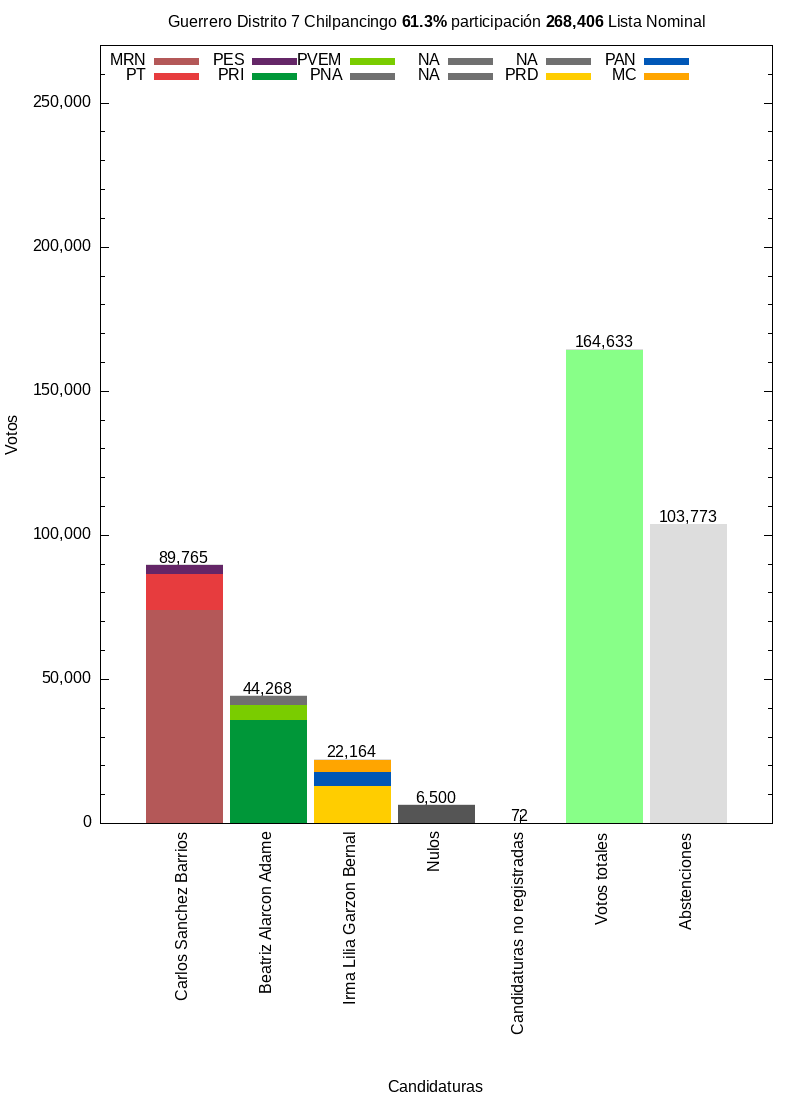 Guerrero Distrito 7 Chilpancingo 61.3% participación 268,406 Lista Nominal
MRN PES PVEM NA NA PAN
PT PRI PNA NA PRD MC
250,000
200,000
150,000
100,000
50,000
0
Votos
89,765
44,268
22,164
6,500
72
164,633
103,773
Carlos Sanchez Barrios
Beatriz Alarcon Adame
Irma Lilia Garzon Bernal
Nulos
Candidaturas no registradas
Votos totales
Abstenciones
Candidaturas